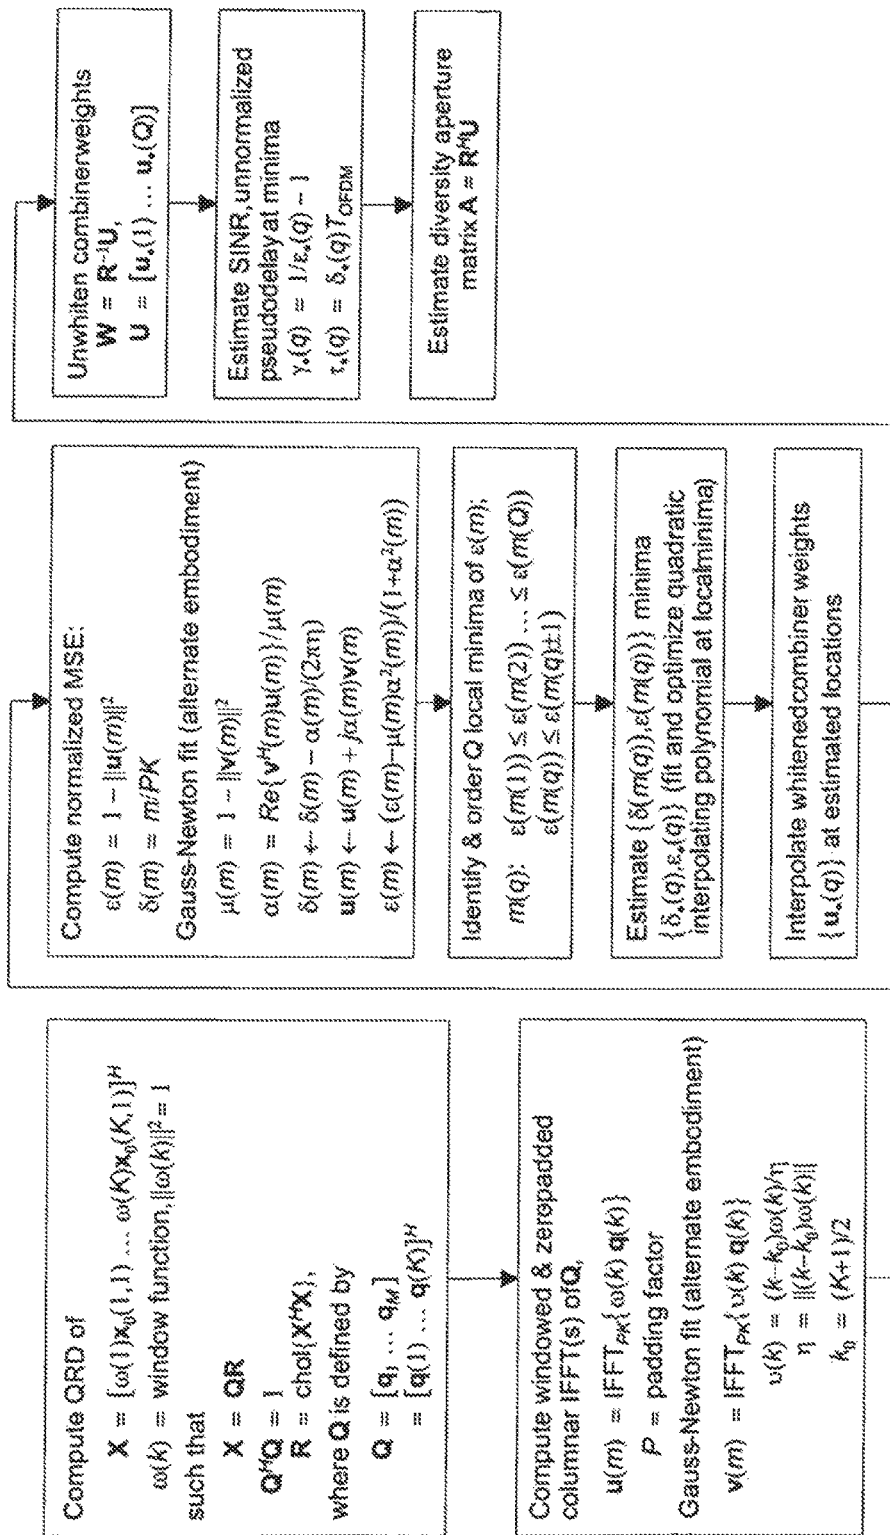 Compute QRD of
X = [ω(1)x₀(1,1) … ω(K)x₀(K,1)]ᴴ
ω(k) = window function, ||ω(k)||² = 1
such that
X = QR
QᴴQ = I
R = chol{XᴴX},
where Q is defined by
Q = [q₁ … q_M]
= [q(1) … q(K)]ᴴ
Compute windowed & zeropadded
columnar IFFT(s) of Q,
u(m) = IFFT_PK{ω(k) q(k)}
P = padding factor
Gauss-Newton fit (alternate embodiment)
v(m) = IFFT_PK{υ(k) q(k)}
υ(k) = (k–k₀)ω(k)/η
η = ||(k–k₀)ω(k)||
k₀ = (K+1)/2
Compute normalized MSE:
ε(m) = 1 – ||u(m)||²
δ(m) = m/PK
Gauss-Newton fit (alternate embodiment)
μ(m) = 1 – ||v(m)||²
α(m) = Re{vᴴ(m)u(m)}/μ(m)
δ(m) ← δ(m) – α(m)/(2πη)
u(m) ← u(m) + jα(m)v(m)
ε(m) ← (ε(m)–μ(m)α²(m))/(1+α²(m))
Identify & order Q local minima of ε(m);
m(q): ε(m(1)) ≤ ε(m(2)) … ≤ ε(m(Q))
ε(m(q)) ≤ ε(m(q)±1)
Estimate {δ(m(q)),ε(m(q))} minima
{δ⁎(q),ε⁎(q)} (fit and optimize quadratic
interpolating polynomial at localminima)
Interpolate whitened combiner weights
{u⁎(q)} at estimated locations
Unwhiten combinerweights
W = R⁻¹U,
U = [u⁎(1) … u⁎(Q)]
Estimate SINR, unnormalized
pseudodelay at minima
γ⁎(q) = 1/ε⁎(q) – 1
τ⁎(q) = δ⁎(q)T_OFDM
Estimate diversity aperture
matrix A = RᴴU